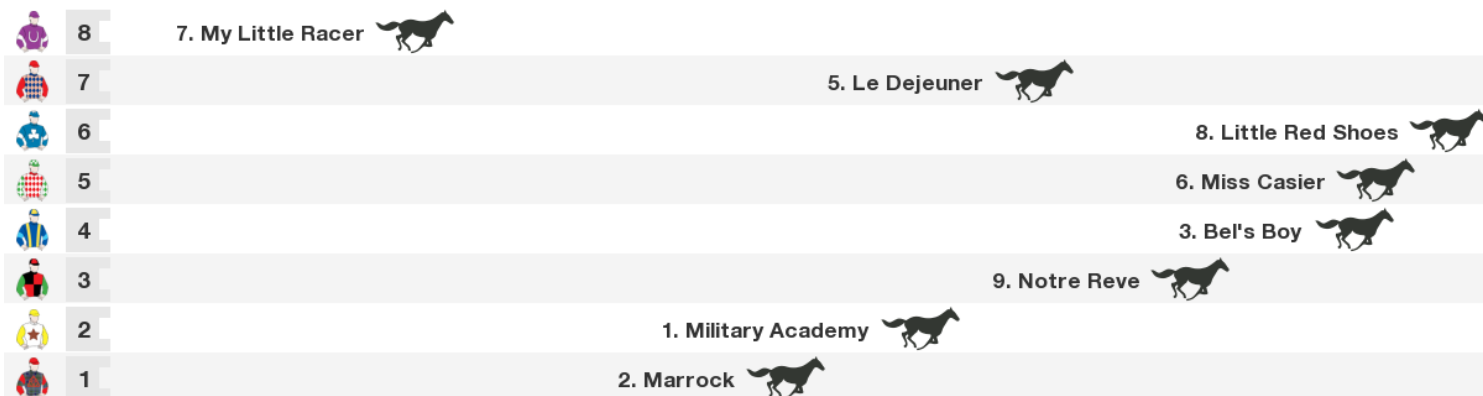 8 7. My Little Racer
7 5. Le Dejeuner
6 8. Little Red Shoes
5 6. Miss Casier
4 3. Bel's Boy
3 9. Notre Reve
2 1. Military Academy
1 2. Marrock